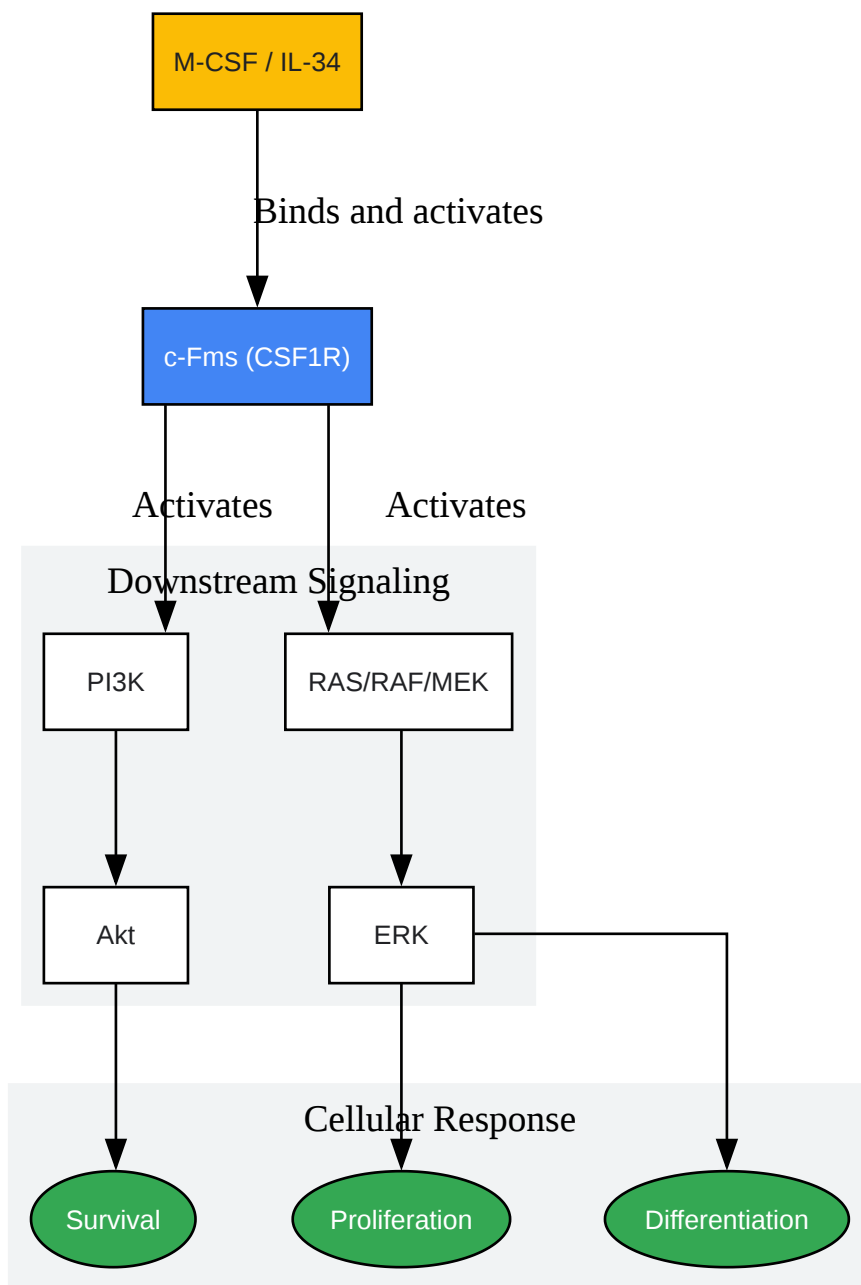 M-CSF / IL-34
Binds and activates
c-Fms (CSF1R)
Activates
Activates
Downstream Signaling
PI3K
RAS/RAF/MEK
Akt
ERK
Cellular Response
Survival
Proliferation
Differentiation